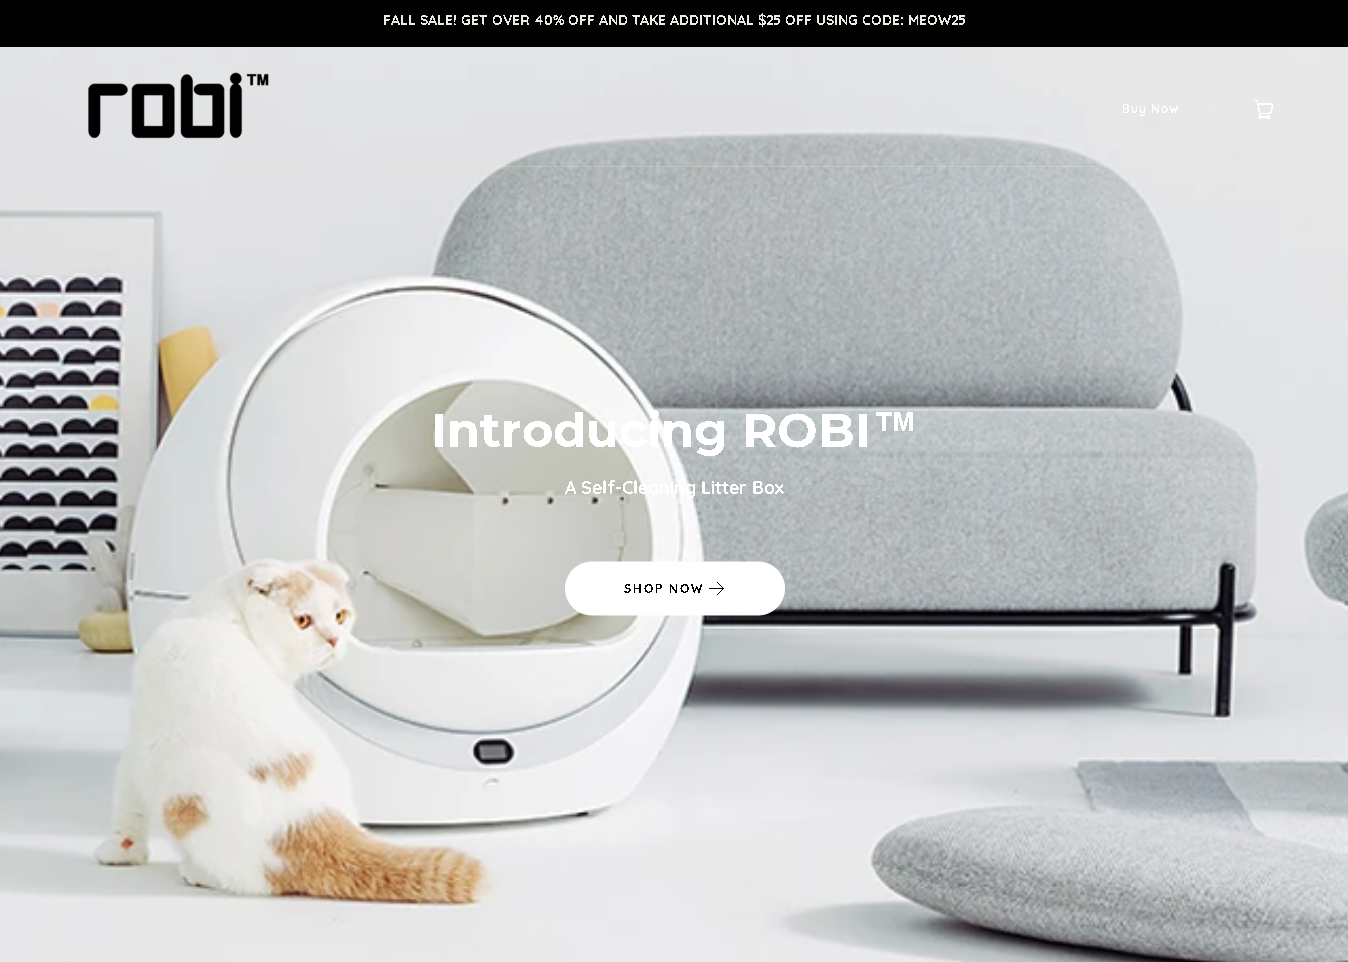 FALL SALE! GET OVER 40% OFF AND TAKE ADDITIONAL $25 OFF USING CODE: MEOW25
robi™
Buy Now
Introducing ROBI™
A Self-Cleaning Litter Box
SHOP NOW →